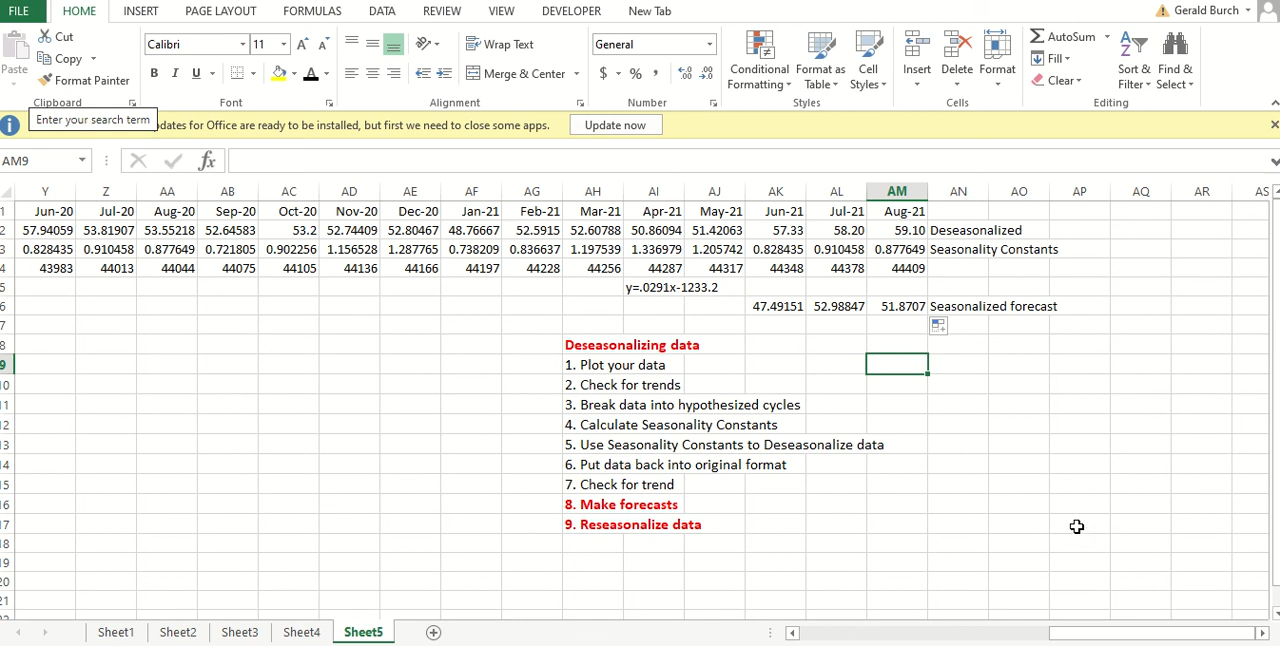 FILE HOME INSERT PAGE LAYOUT FORMULAS DATA REVIEW VIEW DEVELOPER New Tab Gerald Burch
Paste Cut Copy Format Painter
Calibri 11 B I U A
Wrap Text Merge & Center
General $ % ,
Conditional Formatting Format as Table Cell Styles
Insert Delete Format
AutoSum Fill Clear Sort & Filter Find & Select
Clipboard Font Alignment Number Styles Cells Editing
Enter your search term
dates for Office are ready to be installed, but first we need to close some apps. Update now
AM9 fx
Y Z AA AB AC AD AE AF AG AH AI AJ AK AL AM AN AO AP AQ AR AS
1 Jun-20 Jul-20 Aug-20 Sep-20 Oct-20 Nov-20 Dec-20 Jan-21 Feb-21 Mar-21 Apr-21 May-21 Jun-21 Jul-21 Aug-21
2 57.94059 53.81907 53.55218 52.64583 53.2 52.74409 52.80467 48.76667 52.5915 52.60788 50.86094 51.42063 57.33 58.20 59.10 Deseasonalized
3 0.828435 0.910458 0.877649 0.721805 0.902256 1.156528 1.287765 0.738209 0.836637 1.197539 1.336979 1.205742 0.828435 0.910458 0.877649 Seasonality Constants
4 43983 44013 44044 44075 44105 44136 44166 44197 44228 44256 44287 44317 44348 44378 44409
5 y=.0291x-1233.2
6 47.49151 52.98847 51.8707 Seasonalized forecast
7
8 Deseasonalizing data
9 1. Plot your data
10 2. Check for trends
11 3. Break data into hypothesized cycles
12 4. Calculate Seasonality Constants
13 5. Use Seasonality Constants to Deseasonalize data
14 6. Put data back into original format
15 7. Check for trend
16 8. Make forecasts
17 9. Reseasonalize data
18
19
20
21
Sheet1 Sheet2 Sheet3 Sheet4 Sheet5